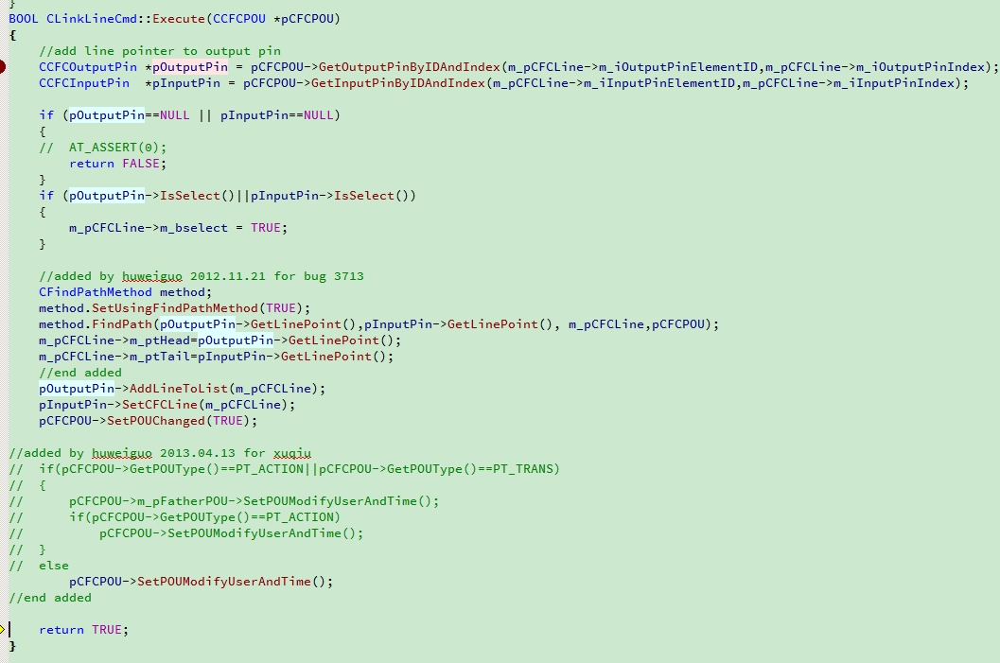 }
BOOL CLinkLineCmd::Execute(CCFCPOU *pCFCPOU)
{
    //add line pointer to output pin
    CCFCOutputPin *pOutputPin = pCFCPOU->GetOutputPinByIDAndIndex(m_pCFCLine->m_iOutputPinElementID,m_pCFCLine->m_iOutputPinIndex);
    CCFCInputPin  *pInputPin = pCFCPOU->GetInputPinByIDAndIndex(m_pCFCLine->m_iInputPinElementID,m_pCFCLine->m_iInputPinIndex);

    if (pOutputPin==NULL || pInputPin==NULL)
    {
    //  AT_ASSERT(0);
        return FALSE;
    }
    if (pOutputPin->IsSelect()||pInputPin->IsSelect())
    {
        m_pCFCLine->m_bselect = TRUE;
    }

    //added by huweiguo 2012.11.21 for bug 3713
    CFindPathMethod method;
    method.SetUsingFindPathMethod(TRUE);
    method.FindPath(pOutputPin->GetLinePoint(),pInputPin->GetLinePoint(), m_pCFCLine,pCFCPOU);
    m_pCFCLine->m_ptHead=pOutputPin->GetLinePoint();
    m_pCFCLine->m_ptTail=pInputPin->GetLinePoint();
    //end added
    pOutputPin->AddLineToList(m_pCFCLine);
    pInputPin->SetCFCLine(m_pCFCLine);
    pCFCPOU->SetPOUChanged(TRUE);

//added by huweiguo 2013.04.13 for xuqiu
//  if(pCFCPOU->GetPOUType()==PT_ACTION||pCFCPOU->GetPOUType()==PT_TRANS)
//  {
//      pCFCPOU->m_pFatherPOU->SetPOUModifyUserAndTime();
//      if(pCFCPOU->GetPOUType()==PT_ACTION)
//          pCFCPOU->SetPOUModifyUserAndTime();
//  }
//  else
        pCFCPOU->SetPOUModifyUserAndTime();
//end added

    return TRUE;
}